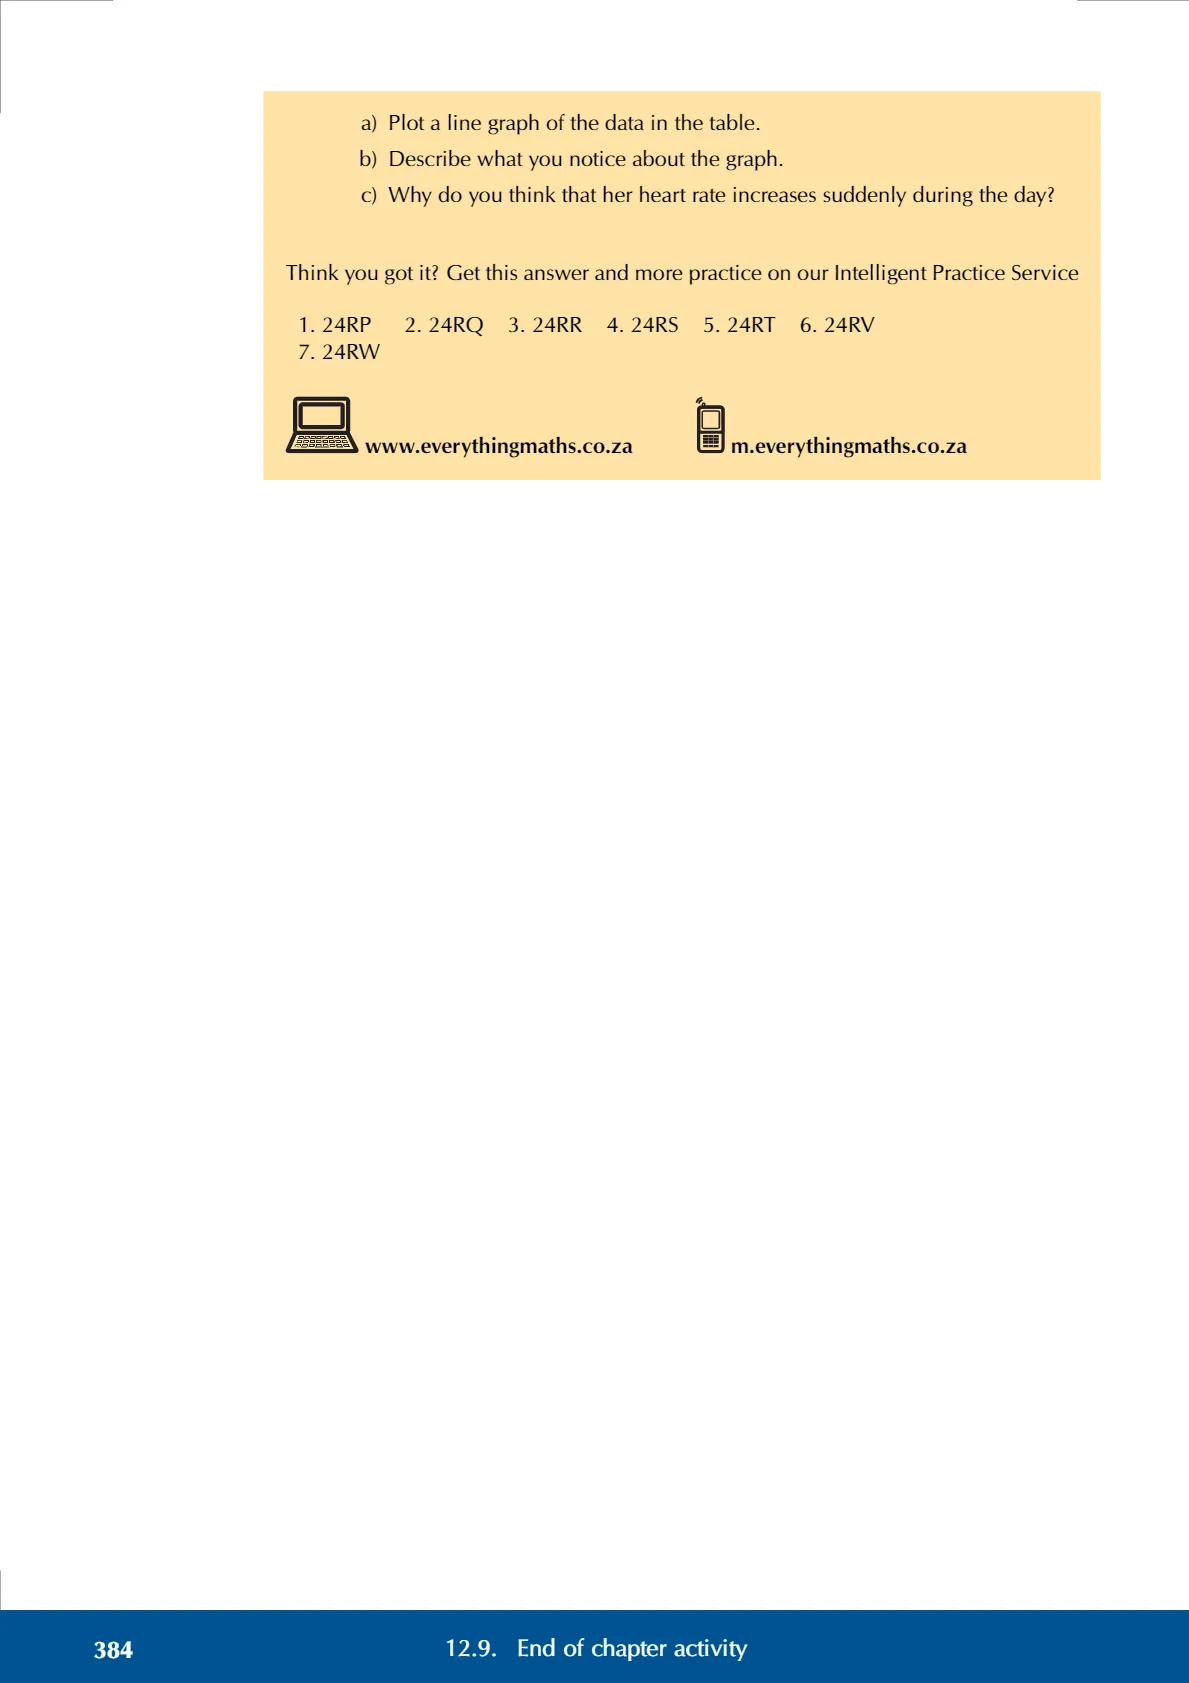 a) Plot a line graph of the data in the table.
b) Describe what you notice about the graph.
c) Why do you think that her heart rate increases suddenly during the day?
Think you got it? Get this answer and more practice on our Intelligent Practice Service
1. 24RP 2. 24RQ 3. 24RR 4. 24RS 5. 24RT 6. 24RV
7. 24RW
www.everythingmaths.co.za m.everythingmaths.co.za
384 12.9. End of chapter activity